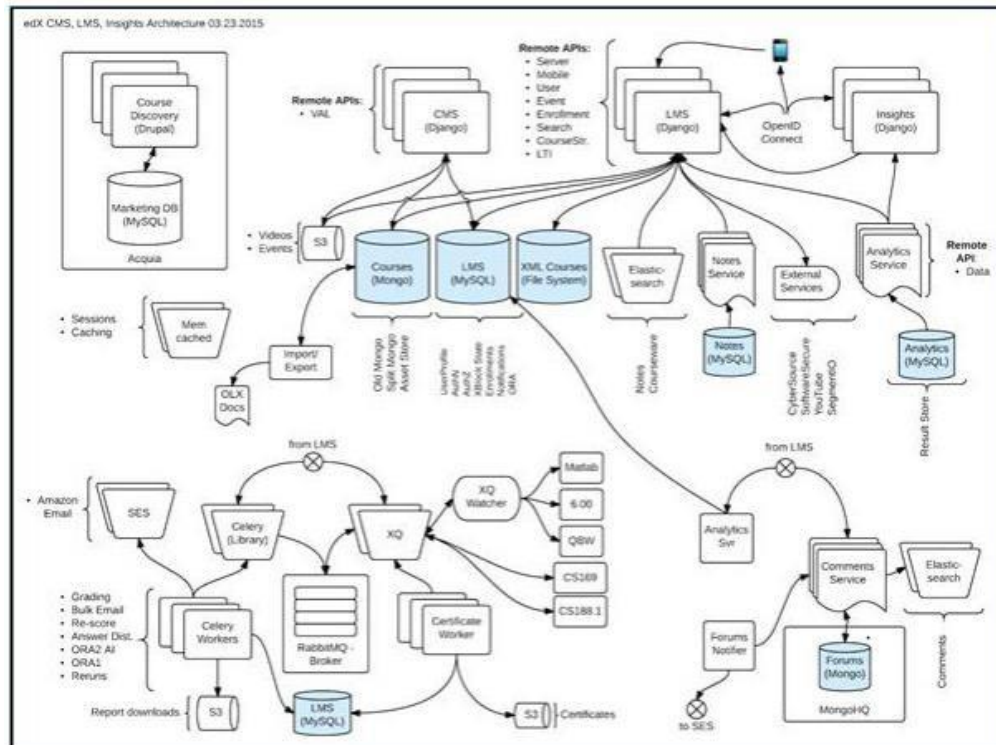 edX CMS, LMS, Insights Architecture 03.23.2015
Course
Discovery
(Drupal)
Marketing DB
(MySQL)
Acquia
Remote APIs:
• VAL
CMS
(Django)
Remote APIs:
• Server
• Mobile
• User
• Event
• Enrollment
• Search
• CourseStr.
• LTI
LMS
(Django)
OpenID
Connect
Insights
(Django)
• Videos
• Events
S3
Courses
(Mongo)
LMS
(MySQL)
XML Courses
(File System)
Elastic-
search
Notes
Service
External
Services
Analytics
Service
Remote
API:
• Data
Notes
(MySQL)
Analytics
(MySQL)
• Sessions
• Caching
Mem
cached
Import/
Export
OLX
Docs
Old Mongo
Split Mongo
Asset Store
UserProfile
AuthN
AuthZ
XBlock State
Enrollments
Notifications
ORA
Notes
Courseware
CyberSource
SoftwareSecure
YouTube
SegmentIO
Result Store
from LMS
• Amazon
Email
SES
Celery
(Library)
XQ
XQ
Watcher
Matlab
6.00
QBW
CS169
CS188.1
from LMS
Analytics
Svr
Comments
Service
Elastic-
search
Comments
• Grading
• Bulk Email
• Re-score
• Answer Dist.
• ORA2 AI
• ORA1
• Reruns
Celery
Workers
RabbitMQ -
Broker
Certificate
Worker
Forums
Notifier
Forums
(Mongo)
MongoHQ
to SES
Report downloads
S3
LMS
(MySQL)
S3
Certificates